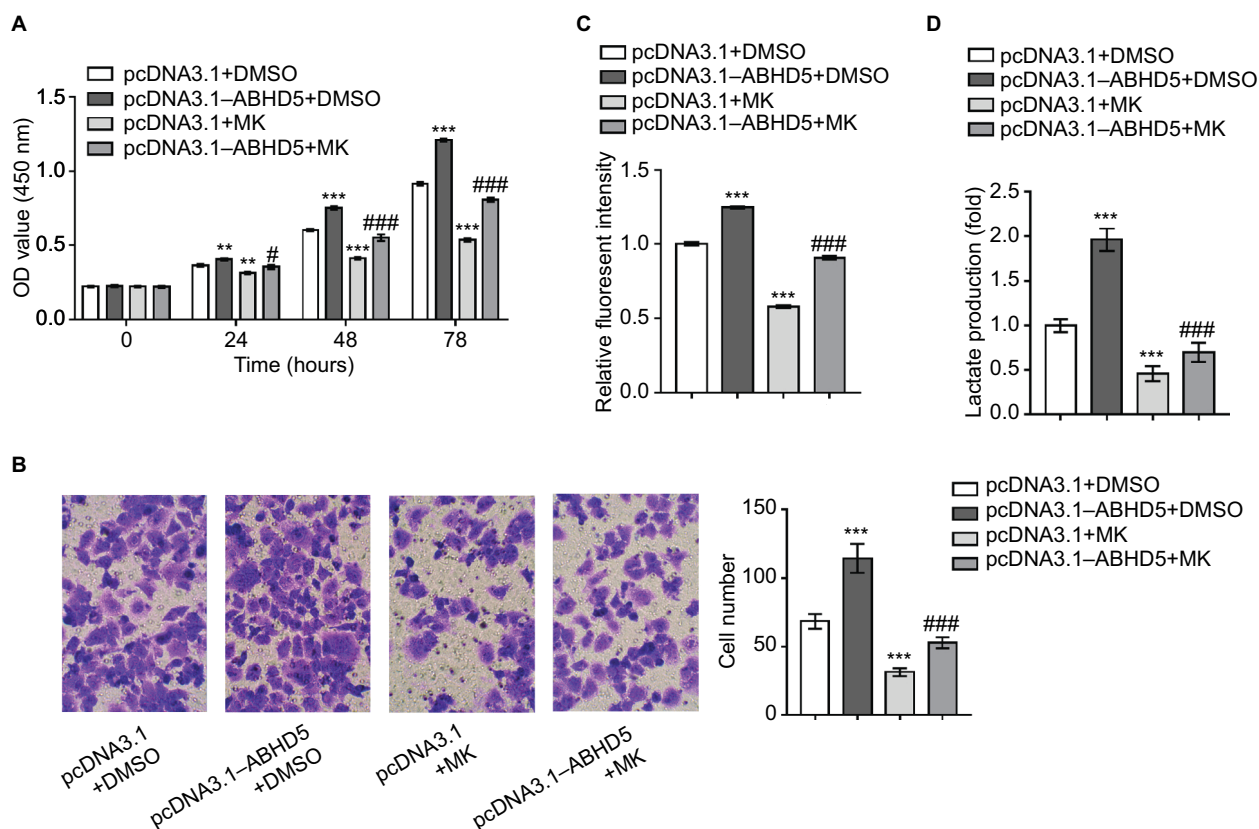 A
pcDNA3.1+DMSO
pcDNA3.1–ABHD5+DMSO
pcDNA3.1+MK
pcDNA3.1–ABHD5+MK
OD value (450 nm)
1.5
1.0
0.5
0.0
***
***
***
###
***
###
**
**
#
0
24
48
78
Time (hours)
C
pcDNA3.1+DMSO
pcDNA3.1–ABHD5+DMSO
pcDNA3.1+MK
pcDNA3.1–ABHD5+MK
Relative fluoresent intensity
1.5
1.0
0.5
0.0
***
***
###
D
pcDNA3.1+DMSO
pcDNA3.1–ABHD5+DMSO
pcDNA3.1+MK
pcDNA3.1–ABHD5+MK
Lactate production (fold)
2.5
2.0
1.5
1.0
0.5
0.0
***
***
###
B
pcDNA3.1
+DMSO
pcDNA3.1–ABHD5
+DMSO
pcDNA3.1
+MK
pcDNA3.1–ABHD5
+MK
Cell number
150
100
50
0
***
***
###
pcDNA3.1+DMSO
pcDNA3.1–ABHD5+DMSO
pcDNA3.1+MK
pcDNA3.1–ABHD5+MK